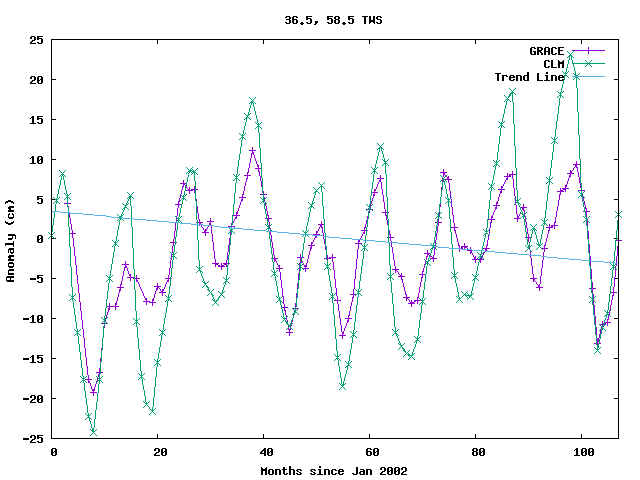 36.5, 58.5 TWS
GRACE
CLM
Trend Line
25
20
15
10
5
0
-5
-10
-15
-20
-25
Anomaly (cm)
0 20 40 60 80 100
Months since Jan 2002